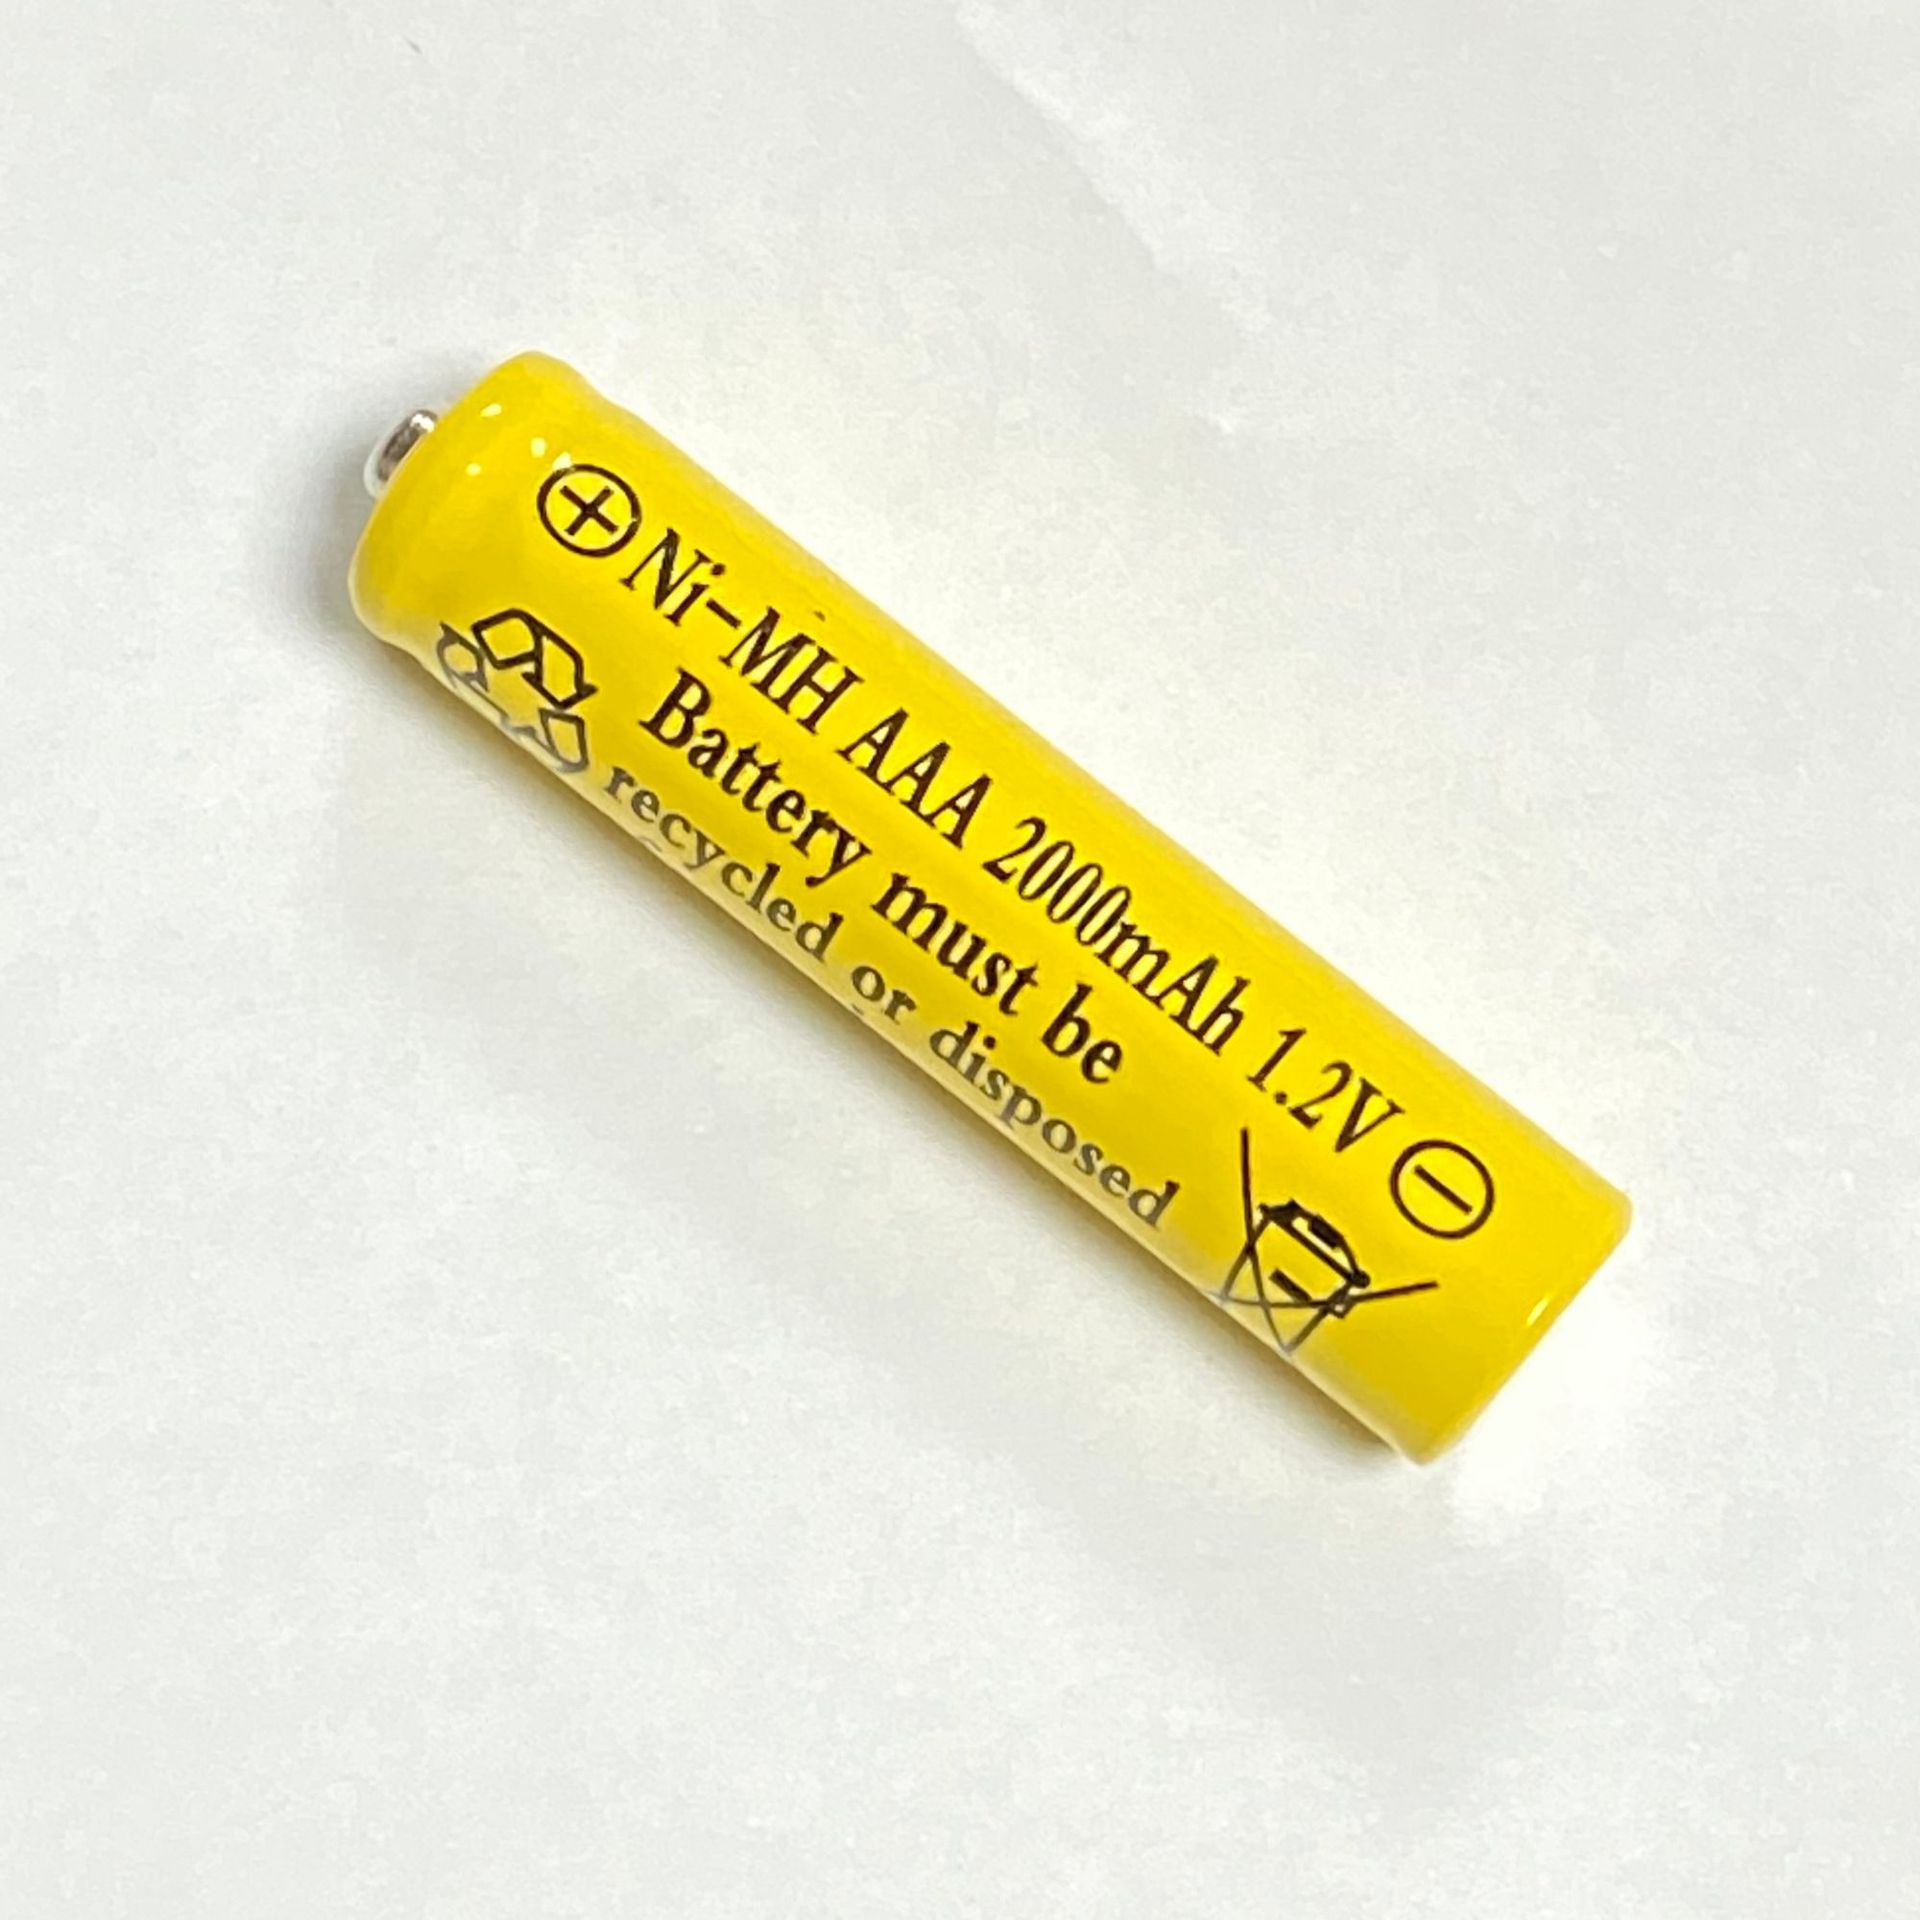 ⊕ Ni-MH AAA 2000mAh 1.2V ⊖
Battery must be
recycled or disposed